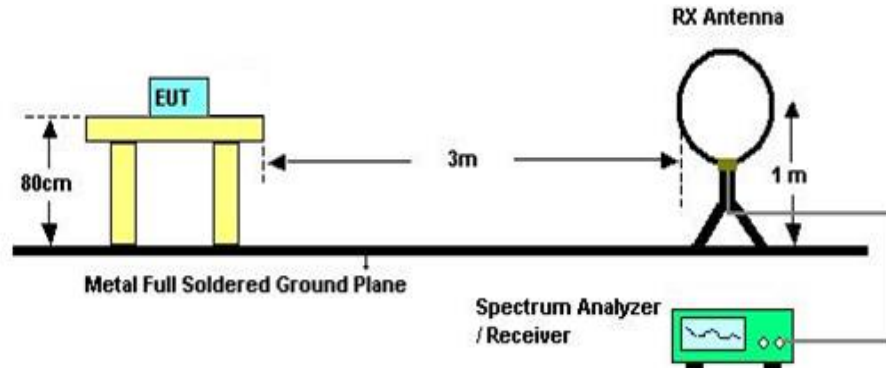 RX Antenna
EUT
80cm
3m
1 m
Metal Full Soldered Ground Plane
Spectrum Analyzer
/ Receiver